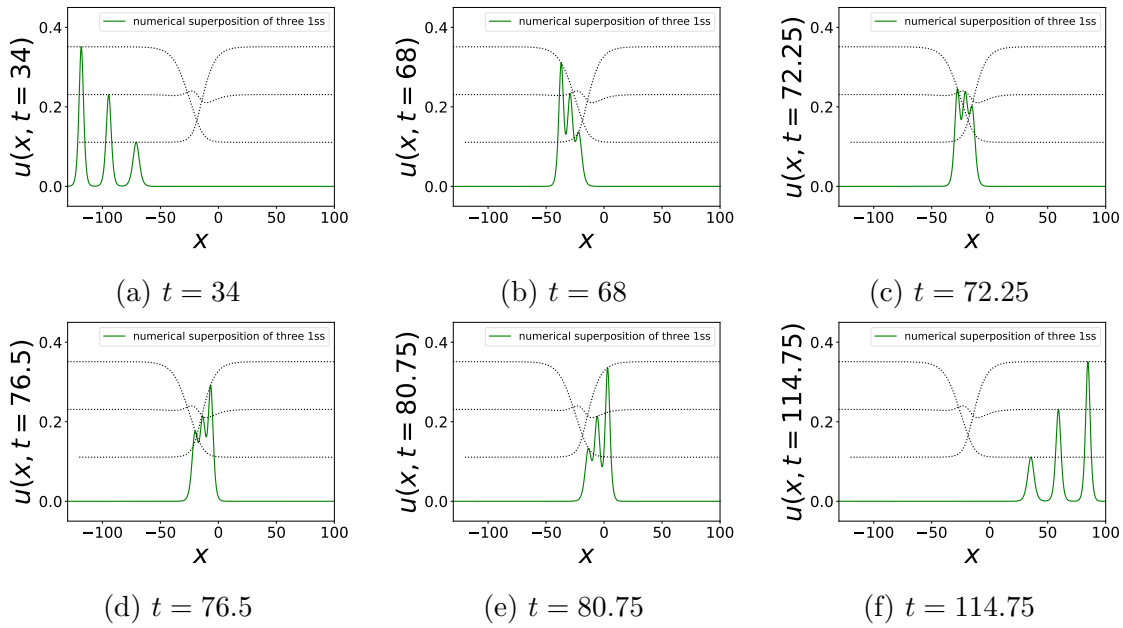 numerical superposition of three 1ss
numerical superposition of three 1ss
numerical superposition of three 1ss
u(x, t = 34)
0.4
0.2
0.0
−100 −50 0 50 100
x
u(x, t = 68)
0.4
0.2
0.0
−100 −50 0 50 100
x
u(x, t = 72.25)
0.4
0.2
0.0
−100 −50 0 50 100
x
(a) t = 34
(b) t = 68
(c) t = 72.25
numerical superposition of three 1ss
numerical superposition of three 1ss
numerical superposition of three 1ss
u(x, t = 76.5)
0.4
0.2
0.0
−100 −50 0 50 100
x
u(x, t = 80.75)
0.4
0.2
0.0
−100 −50 0 50 100
x
u(x, t = 114.75)
0.4
0.2
0.0
−100 −50 0 50 100
x
(d) t = 76.5
(e) t = 80.75
(f) t = 114.75